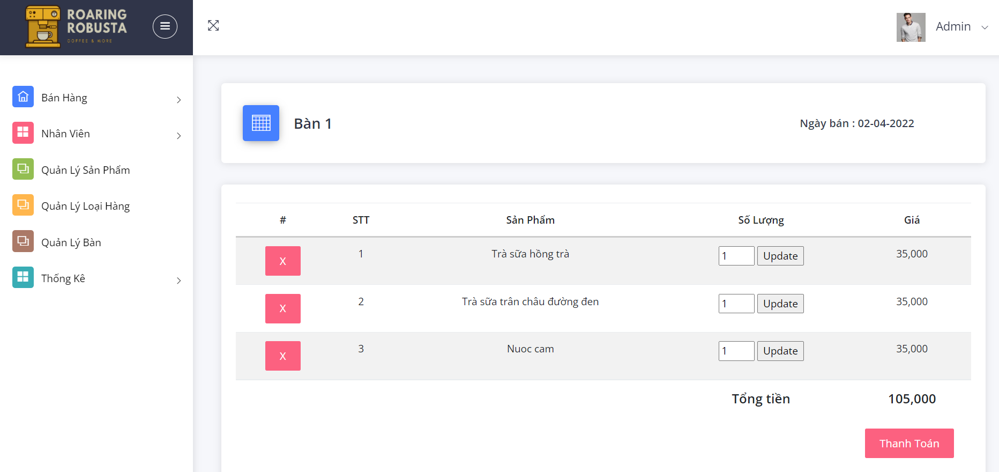 ROARING
ROBUSTA
COFFEE & MORE
Admin
Bán Hàng
Nhân Viên
Quản Lý Sản Phẩm
Quản Lý Loại Hàng
Quản Lý Bàn
Thống Kê
Bàn 1
Ngày bán : 02-04-2022
# STT Sản Phẩm Số Lượng Giá
X 1 Trà sữa hồng trà 1 Update 35,000
X 2 Trà sữa trân châu đường đen 1 Update 35,000
X 3 Nuoc cam 1 Update 35,000
Tổng tiền 105,000
Thanh Toán